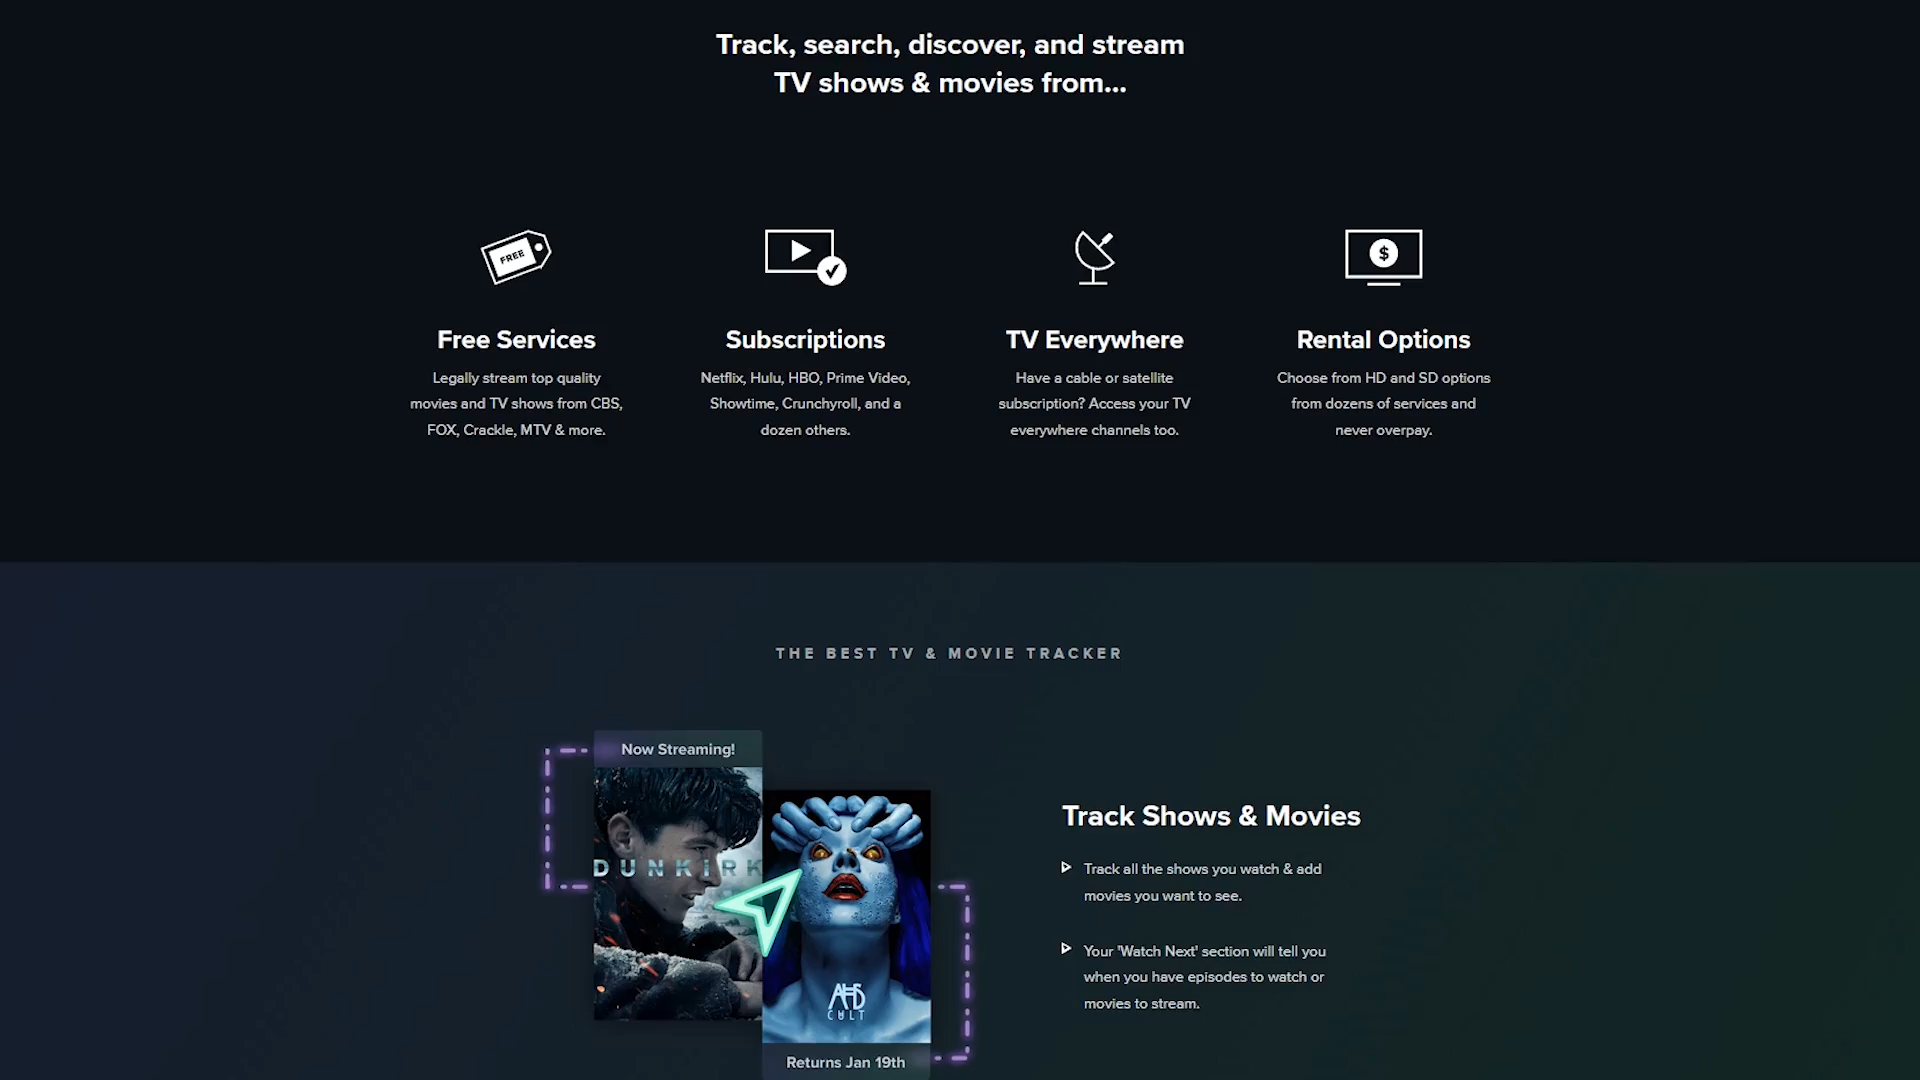 Track, search, discover, and stream
TV shows & movies from...
FREE
Free Services
Legally stream top quality
movies and TV shows from CBS,
FOX, Crackle, MTV & more.
Subscriptions
Netflix, Hulu, HBO, Prime Video,
Showtime, Crunchyroll, and a
dozen others.
TV Everywhere
Have a cable or satellite
subscription? Access your TV
everywhere channels too.
$
Rental Options
Choose from HD and SD options
from dozens of services and
never overpay.
THE BEST TV & MOVIE TRACKER
Now Streaming!
DUNKIRK
AHS
CULT
Returns Jan 19th
Track Shows & Movies
Track all the shows you watch & add
movies you want to see.
Your 'Watch Next' section will tell you
when you have episodes to watch or
movies to stream.